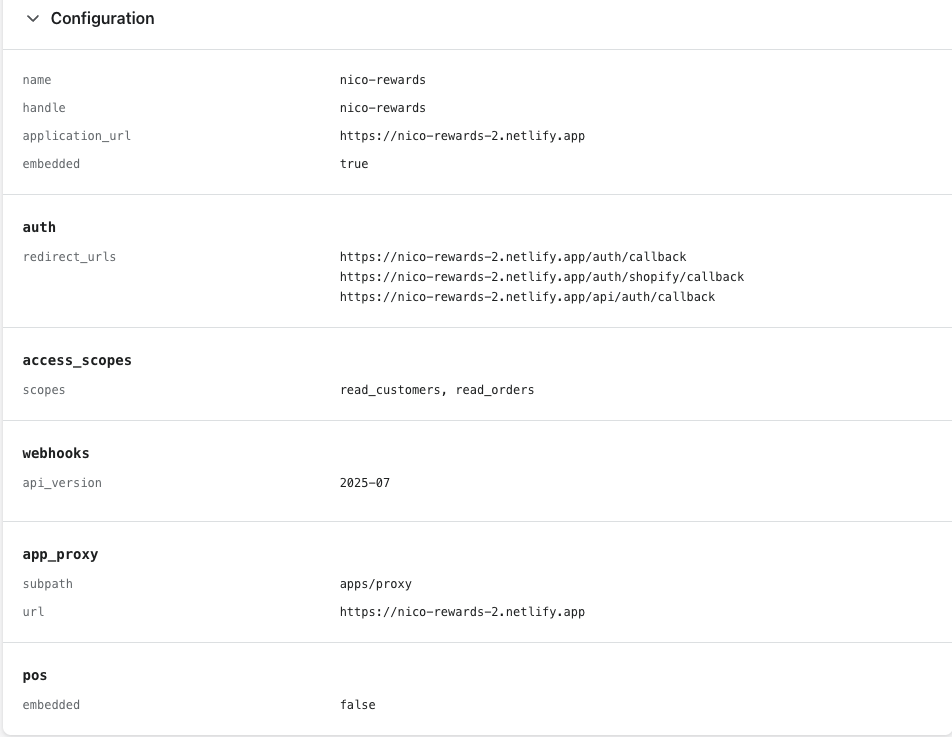 Configuration
name nico-rewards
handle nico-rewards
application_url https://nico-rewards-2.netlify.app
embedded true
auth
redirect_urls https://nico-rewards-2.netlify.app/auth/callback
https://nico-rewards-2.netlify.app/auth/shopify/callback
https://nico-rewards-2.netlify.app/api/auth/callback
access_scopes
scopes read_customers, read_orders
webhooks
api_version 2025-07
app_proxy
subpath apps/proxy
url https://nico-rewards-2.netlify.app
pos
embedded false